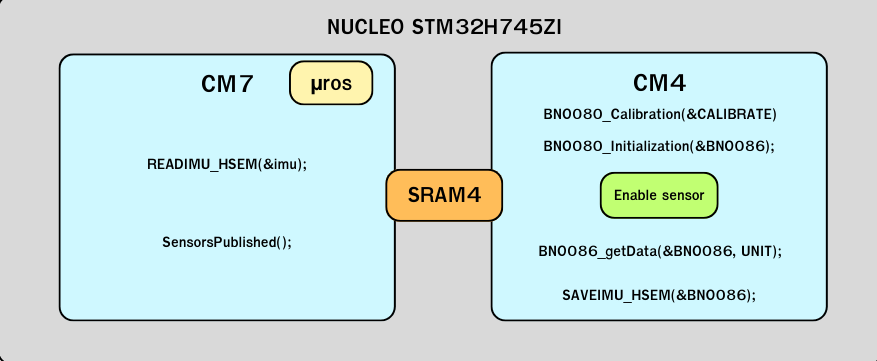 NUCLEO STM32H745ZI
CM7
µros
READIMU_HSEM(&imu);
SensorsPublished();
SRAM4
CM4
BNO080_Calibration(&CALIBRATE)
BNO080_Initialization(&BNO086);
Enable sensor
BNO086_getData(&BNO086, UNIT);
SAVEIMU_HSEM(&BNO086);